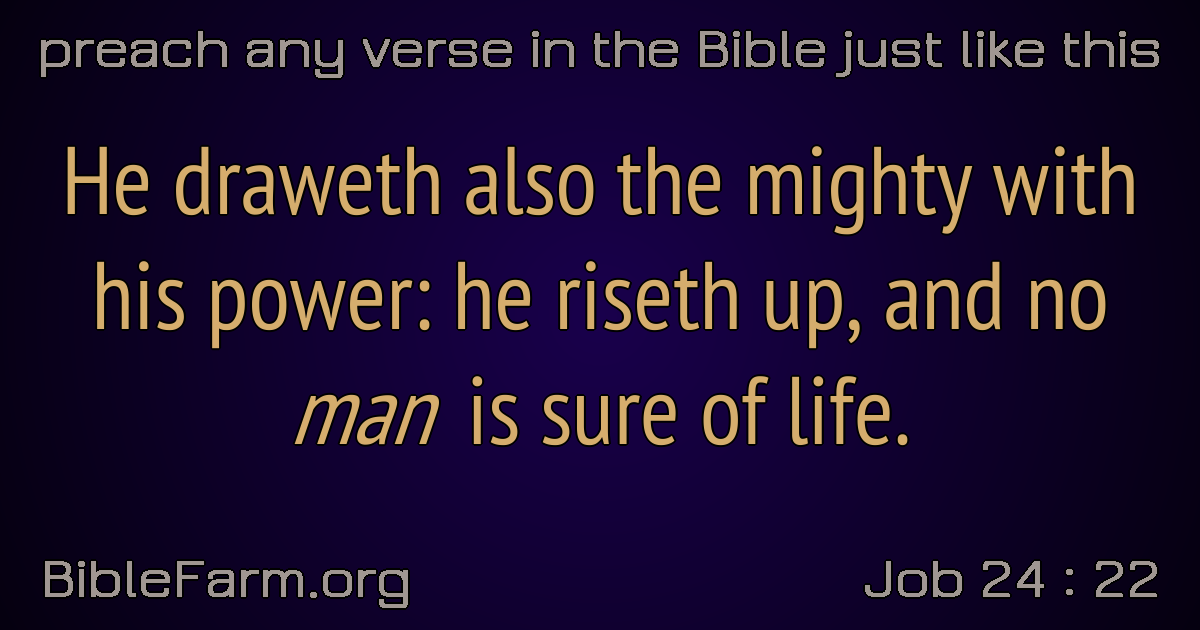 preach any verse in the Bible just like this
He draweth also the mighty with
his power: he riseth up, and no
man is sure of life.
BibleFarm.org
Job 24 : 22